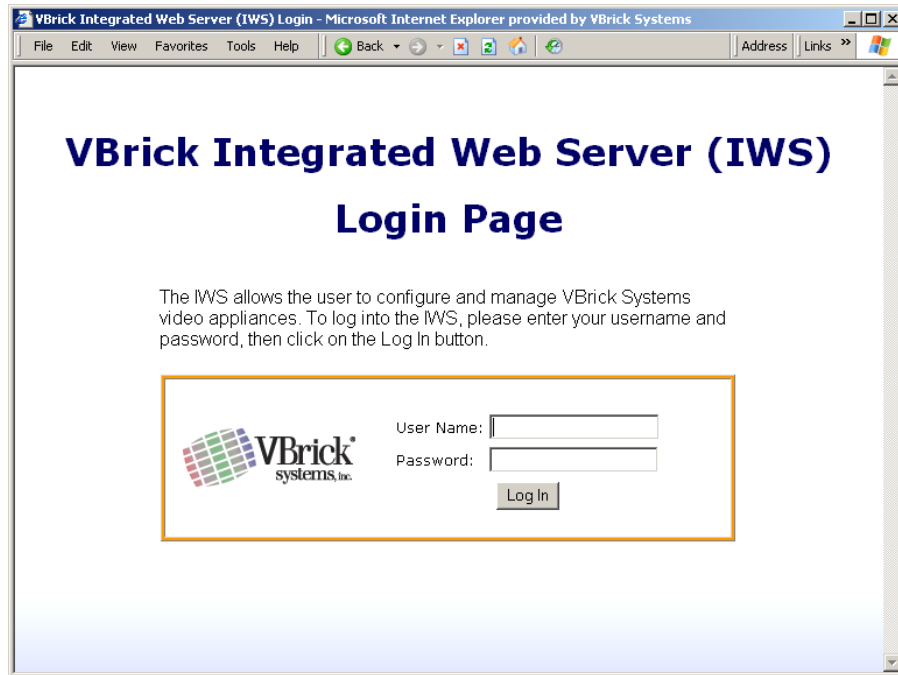 VBrick Integrated Web Server (IWS) Login - Microsoft Internet Explorer provided by VBrick Systems
File Edit View Favorites Tools Help Back Address Links »
VBrick Integrated Web Server (IWS)
Login Page
The IWS allows the user to configure and manage VBrick Systems
video appliances. To log into the IWS, please enter your username and
password, then click on the Log In button.
VBrick®
systems, inc.
User Name:
Password:
Log In